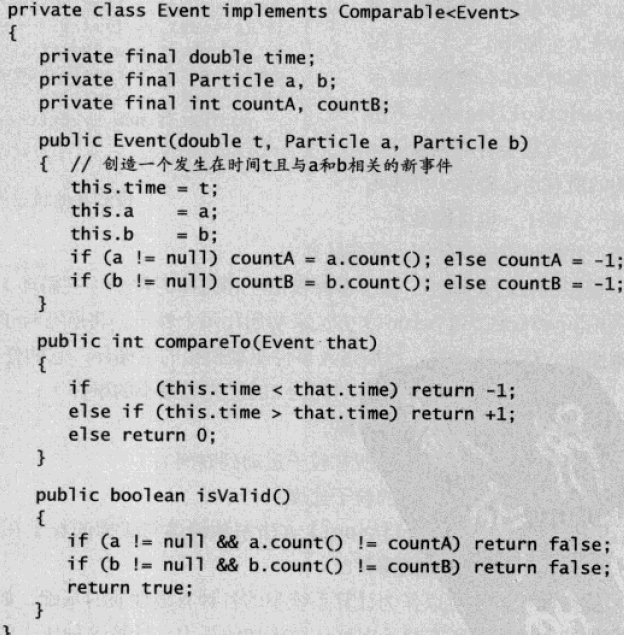 private class Event implements Comparable<Event>
{
private final double time;
private final Particle a, b;
private final int countA, countB;
public Event(double t, Particle a, Particle b)
{ // 创造一个发生在时间t且与a和b相关的新事件
this.time = t;
this.a = a;
this.b = b;
if (a != null) countA = a.count(); else countA = -1;
if (b != null) countB = b.count(); else countB = -1;
}
public int compareTo(Event that)
{
if (this.time < that.time) return -1;
else if (this.time > that.time) return +1;
else return 0;
}
public boolean isValid()
{
if (a != null && a.count() != countA) return false;
if (b != null && b.count() != countB) return false;
return true;
}
}